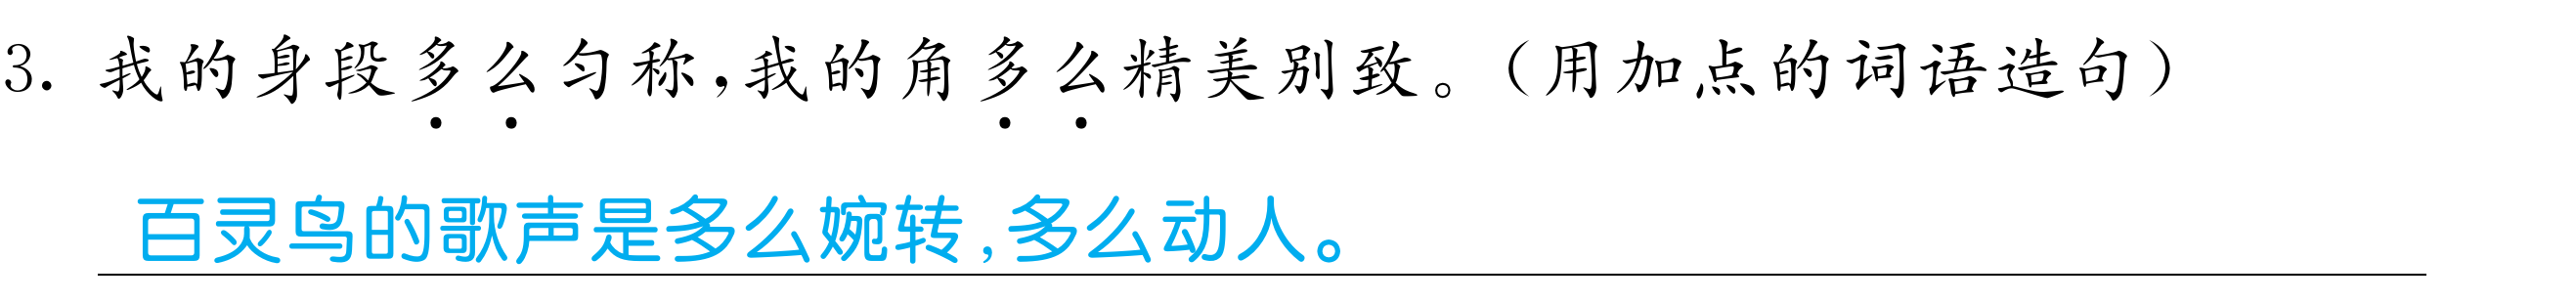 3. 我的身段多么匀称,我的角多么精美别致。(用加点的词语造句)
百灵鸟的歌声是多么婉转,多么动人。